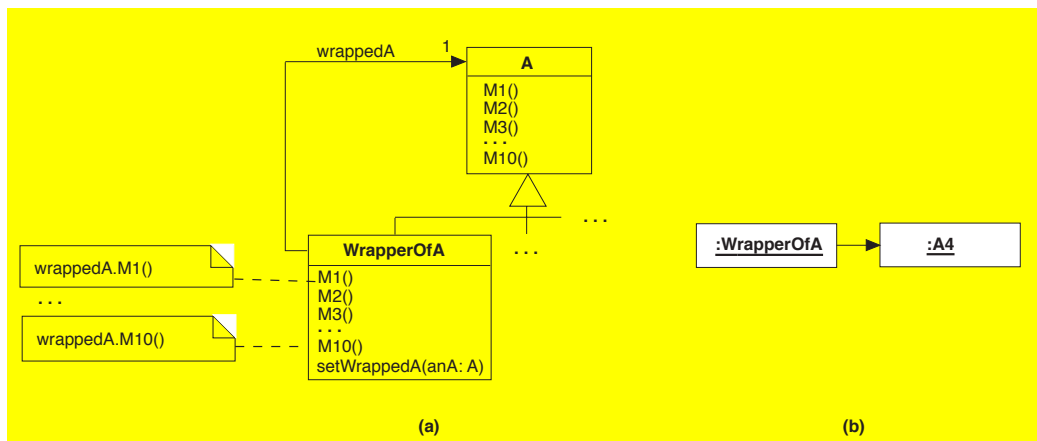 wrappedA
1
A
M1()
M2()
M3()
...
M10()
...
...
WrapperOfA
M1()
M2()
M3()
...
M10()
setWrappedA(anA: A)
wrappedA.M1()
...
wrappedA.M10()
(a)
:WrapperOfA
:A4
(b)